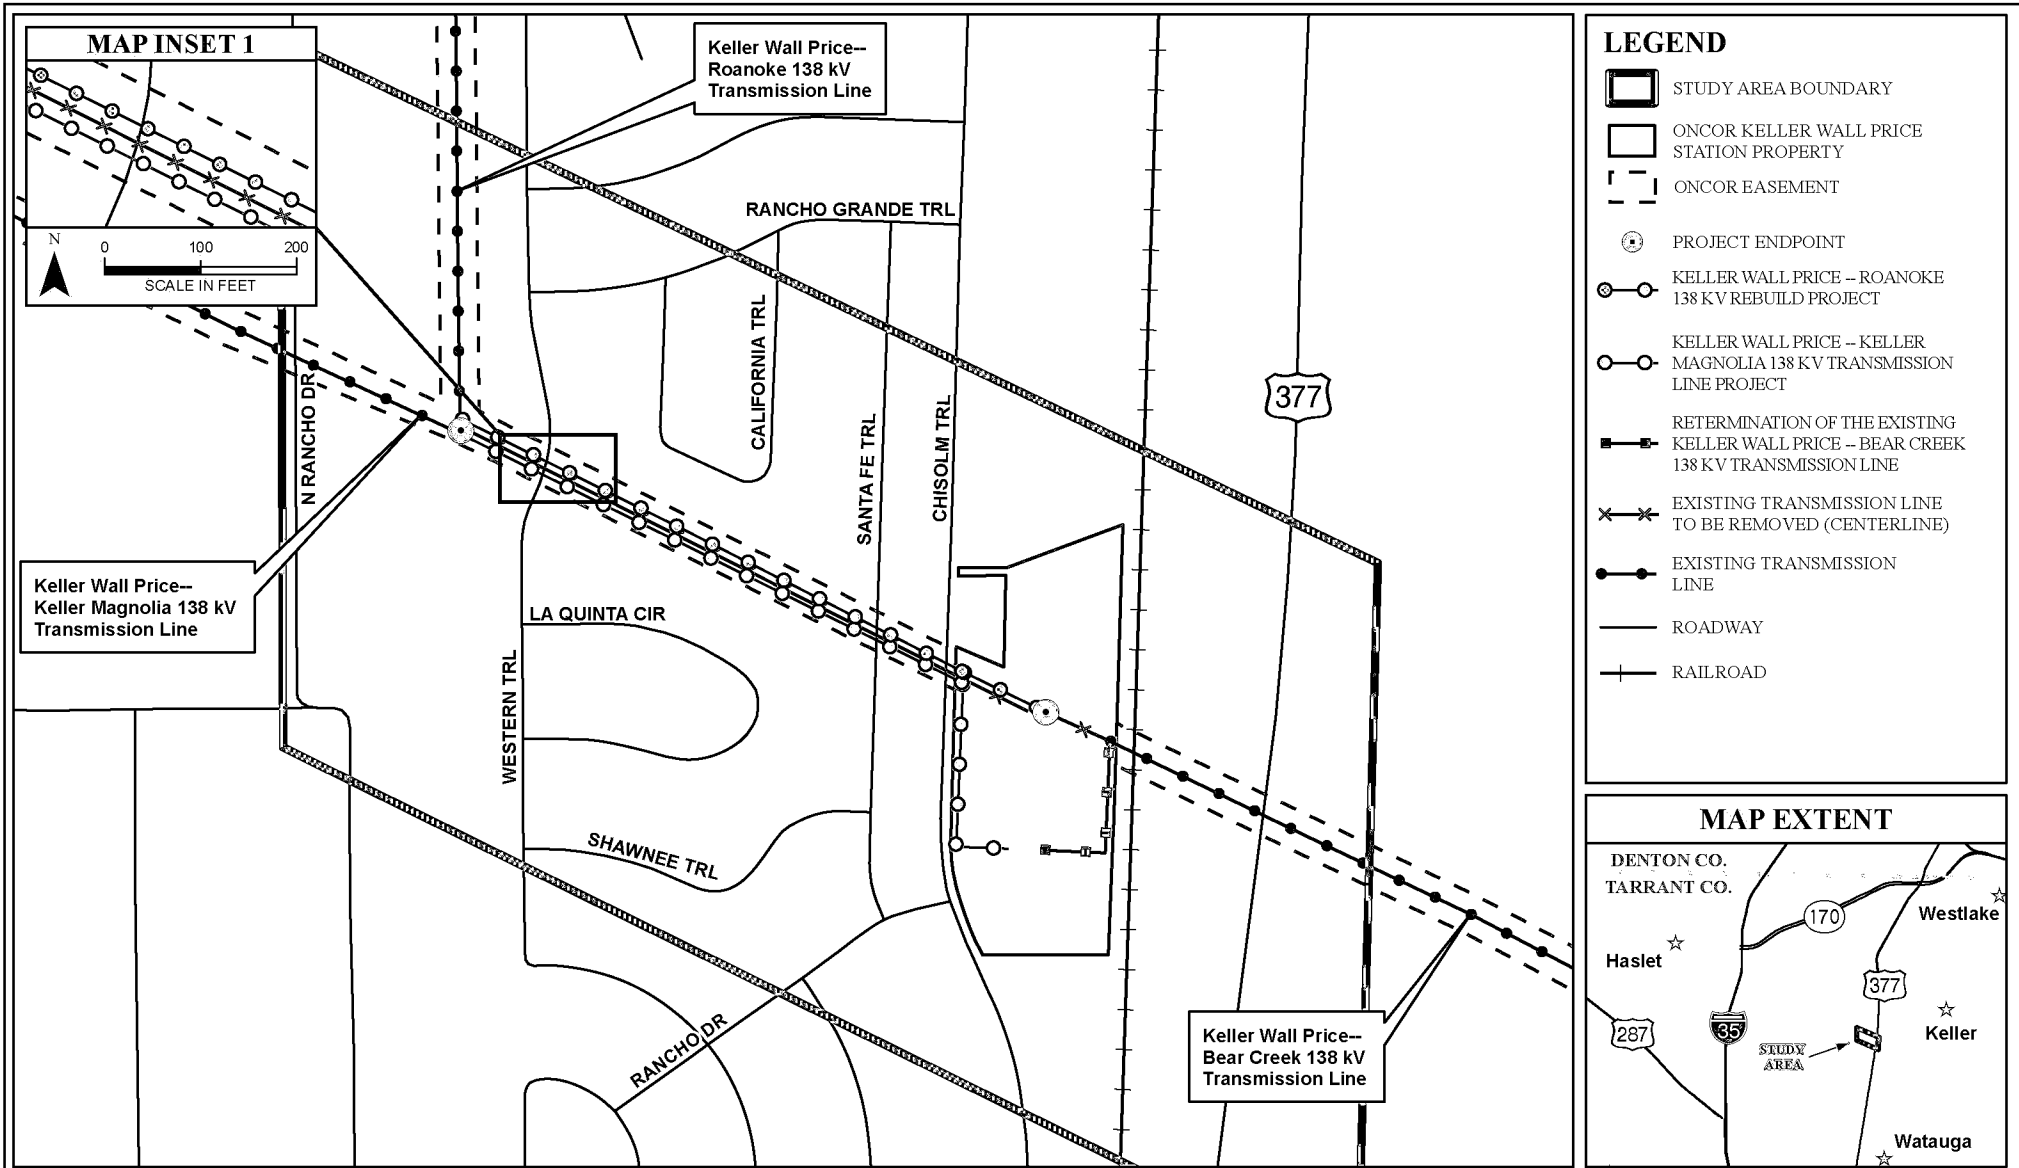 MAP INSET 1
N
0 100 200
SCALE IN FEET
Keller Wall Price--
Roanoke 138 kV
Transmission Line
RANCHO GRANDE TRL
CALIFORNIA TRL
N RANCHO DR
SANTA FE TRL
CHISOLM TRL
377
Keller Wall Price--
Keller Magnolia 138 kV
Transmission Line
LA QUINTA CIR
WESTERN TRL
SHAWNEE TRL
RANCHO DR
Keller Wall Price--
Bear Creek 138 kV
Transmission Line
LEGEND
STUDY AREA BOUNDARY
ONCOR KELLER WALL PRICE
STATION PROPERTY
ONCOR EASEMENT
PROJECT ENDPOINT
KELLER WALL PRICE -- ROANOKE
138 KV REBUILD PROJECT
KELLER WALL PRICE -- KELLER
MAGNOLIA 138 KV TRANSMISSION
LINE PROJECT
RETERMINATION OF THE EXISTING
KELLER WALL PRICE -- BEAR CREEK
138 KV TRANSMISSION LINE
EXISTING TRANSMISSION LINE
TO BE REMOVED (CENTERLINE)
EXISTING TRANSMISSION
LINE
ROADWAY
RAILROAD
MAP EXTENT
DENTON CO.
TARRANT CO.
170
Westlake
Haslet
377
287
35
Keller
STUDY
AREA
Watauga